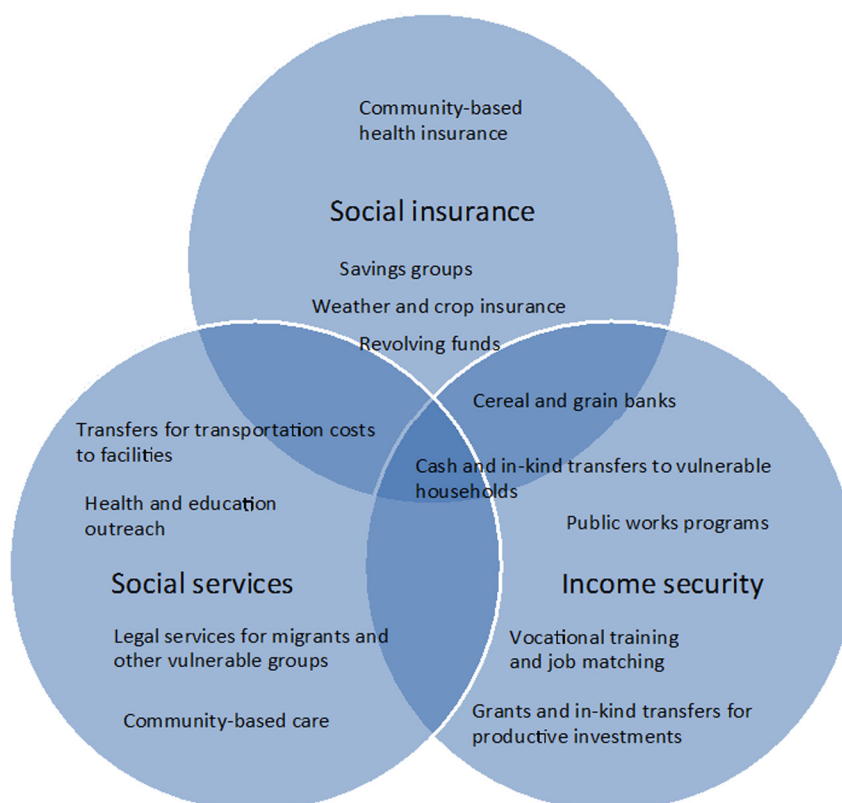 Community-based
health insurance
Social insurance
Savings groups
Weather and crop insurance
Revolving funds
Cereal and grain banks
Transfers for transportation costs
to facilities
Cash and in-kind transfers to vulnerable
households
Health and education
outreach
Public works programs
Social services
Income security
Legal services for migrants and
other vulnerable groups
Vocational training
and job matching
Community-based care
Grants and in-kind transfers for
productive investments